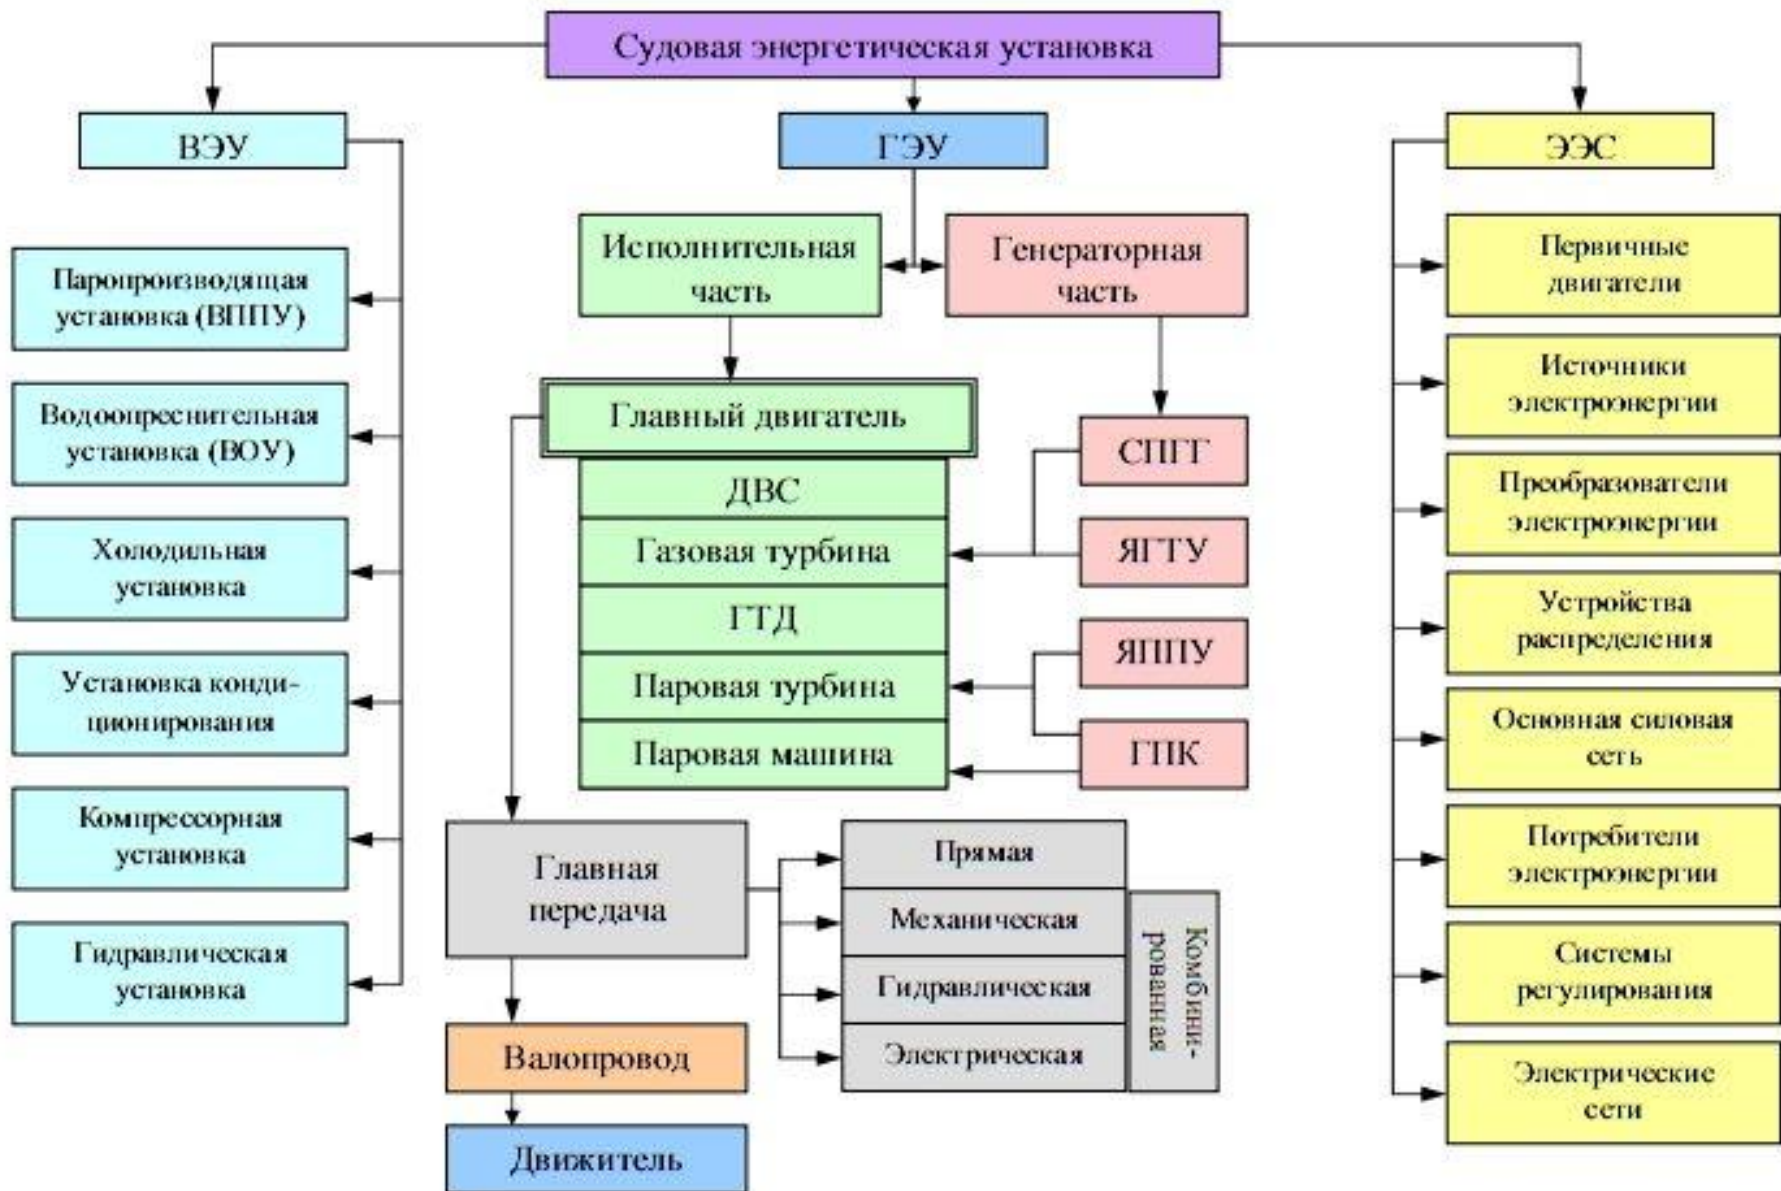 Судовая энергетическая установка
ВЭУ
ГЭУ
ЭЭС
Паропроизводящая
установка (ВППУ)
Водоопреснительная
установка (ВОУ)
Холодильная
установка
Установка конди-
ционирования
Компрессорная
установка
Гидравлическая
установка
Исполнительная
часть
Генераторная
часть
Главный двигатель
ДВС
Газовая турбина
ГТД
Паровая турбина
Паровая машина
СПГГ
ЯГТУ
ЯППУ
ГПК
Главная
передача
Прямая
Механическая
Гидравлическая
Электрическая
Комбини-
рованная
Валопровод
Движитель
Первичные
двигатели
Источники
электроэнергии
Преобразователи
электроэнергии
Устройства
распределения
Основная силовая
сеть
Потребители
электроэнергии
Системы
регулирования
Электрические
сети